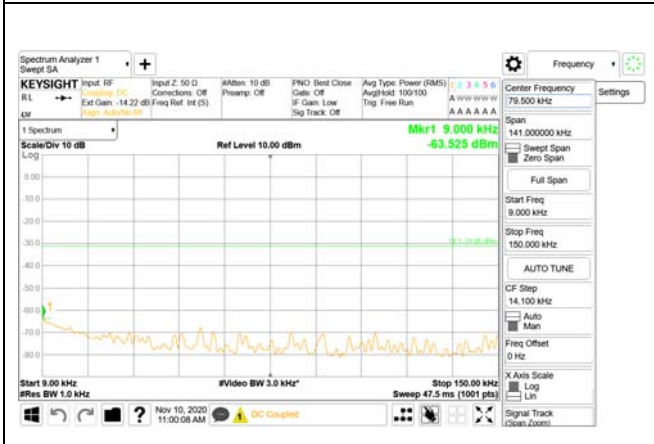 Spectrum Analyzer 1
Swept SA
+
Frequency
KEYSIGHT
Input: RF
Coupling: DC
Ext Gain: -14.22 dB
Align: Auto/No RF
Input Z: 50 Ω
Corrections: Off
Freq Ref: Int (S)
#Atten: 10 dB
Preamp: Off
PNO: Best Close
Gate: Off
IF Gain: Low
Sig Track: Off
Avg Type: Power (RMS)
Avg|Hold: 100/100
Trig: Free Run
1 2 3 4 5 6
A W W W W W
A A A A A A
RL
1 Spectrum
Scale/Div 10 dB
Ref Level 10.00 dBm
Mkr1 9.000 kHz
-63.525 dBm
Log
0.00
-10.0
-20.0
-30.0
-40.0
-50.0
-60.0
-70.0
-80.0
1
Start 9.00 kHz
#Res BW 1.0 kHz
#Video BW 3.0 kHz*
Stop 150.00 kHz
Sweep 47.5 ms (1001 pts)
Nov 10, 2020
11:00:08 AM
DC Coupled
Center Frequency
79.500 kHz
Settings
Span
141.000000 kHz
Swept Span
Zero Span
Full Span
Start Freq
9.000 kHz
Stop Freq
150.000 kHz
AUTO TUNE
CF Step
14.100 kHz
Auto
Man
Freq Offset
0 Hz
X Axis Scale
Log
Lin
Signal Track
(Span Zoom)